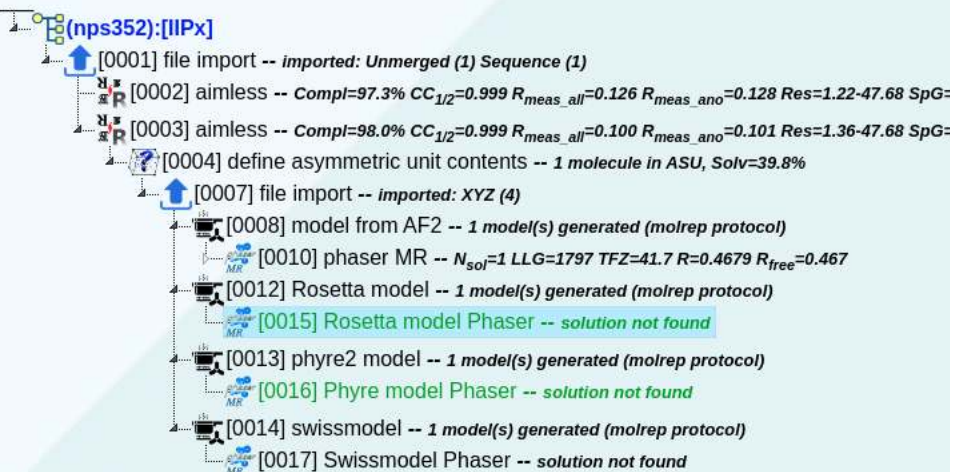 (nps352):[IIPx]
[0001] file import -- imported: Unmerged (1) Sequence (1)
[0002] aimless -- Compl=97.3% CC1/2=0.999 Rmeas_all=0.126 Rmeas_ano=0.128 Res=1.22-47.68 SpG=
[0003] aimless -- Compl=98.0% CC1/2=0.999 Rmeas_all=0.100 Rmeas_ano=0.101 Res=1.36-47.68 SpG=
[0004] define asymmetric unit contents -- 1 molecule in ASU, Solv=39.8%
[0007] file import -- imported: XYZ (4)
[0008] model from AF2 -- 1 model(s) generated (molrep protocol)
[0010] phaser MR -- Nsol=1 LLG=1797 TFZ=41.7 R=0.4679 Rfree=0.467
[0012] Rosetta model -- 1 model(s) generated (molrep protocol)
[0015] Rosetta model Phaser -- solution not found
[0013] phyre2 model -- 1 model(s) generated (molrep protocol)
[0016] Phyre model Phaser -- solution not found
[0014] swissmodel -- 1 model(s) generated (molrep protocol)
[0017] Swissmodel Phaser -- solution not found